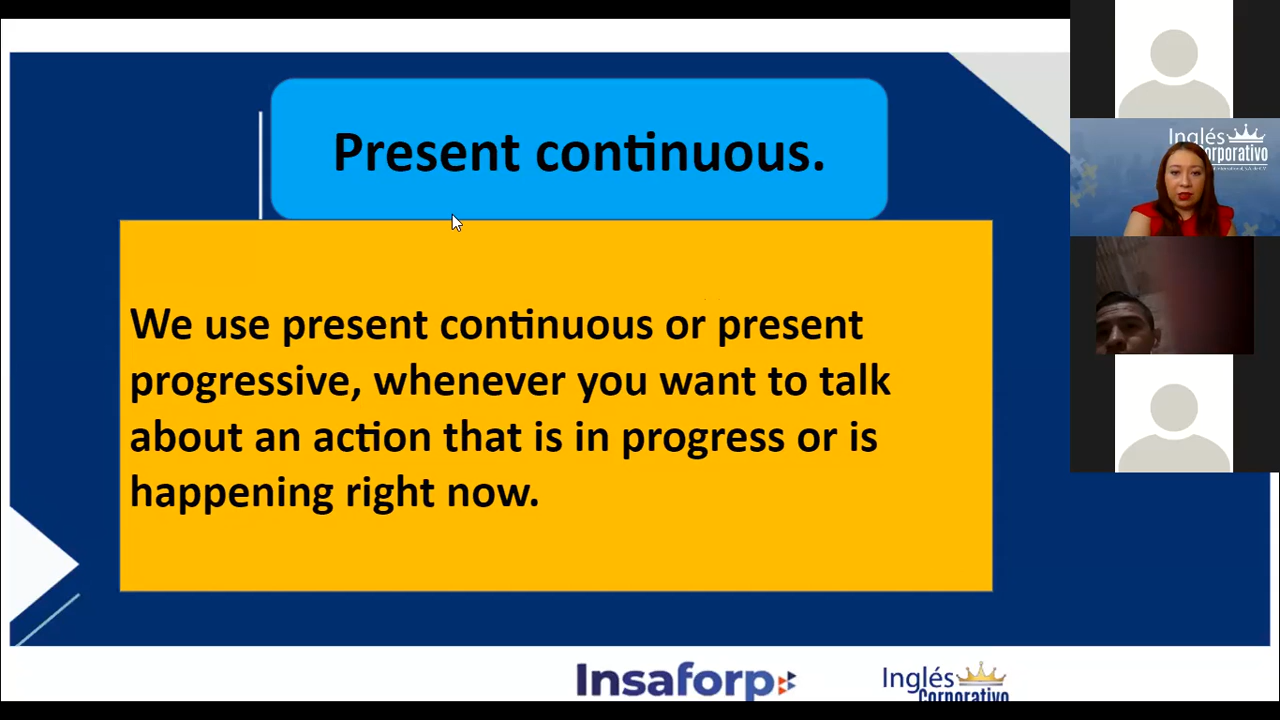 Present continuous.
We use present continuous or present
progressive, whenever you want to talk
about an action that is in progress or is
happening right now.
Insaforp
Inglés
Corporativo
Inglés
Corporativo